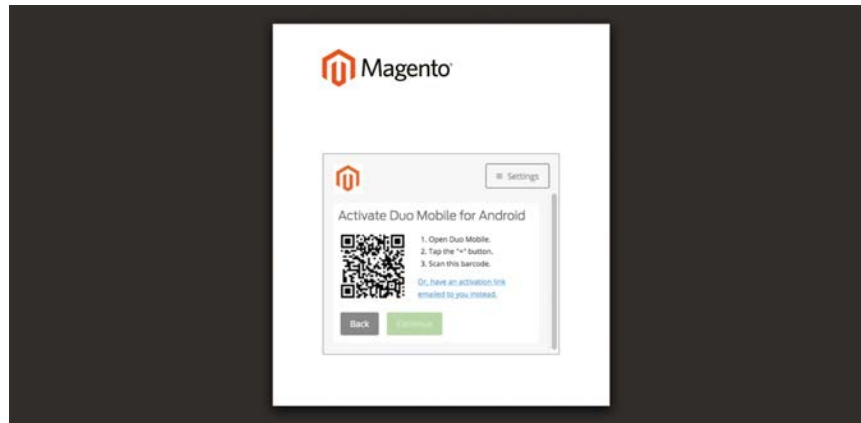 Magento
≡ Settings
Activate Duo Mobile for Android
1. Open Duo Mobile.
2. Tap the "+" button.
3. Scan this barcode.
Or, have an activation link
emailed to you instead.
Back
Continue